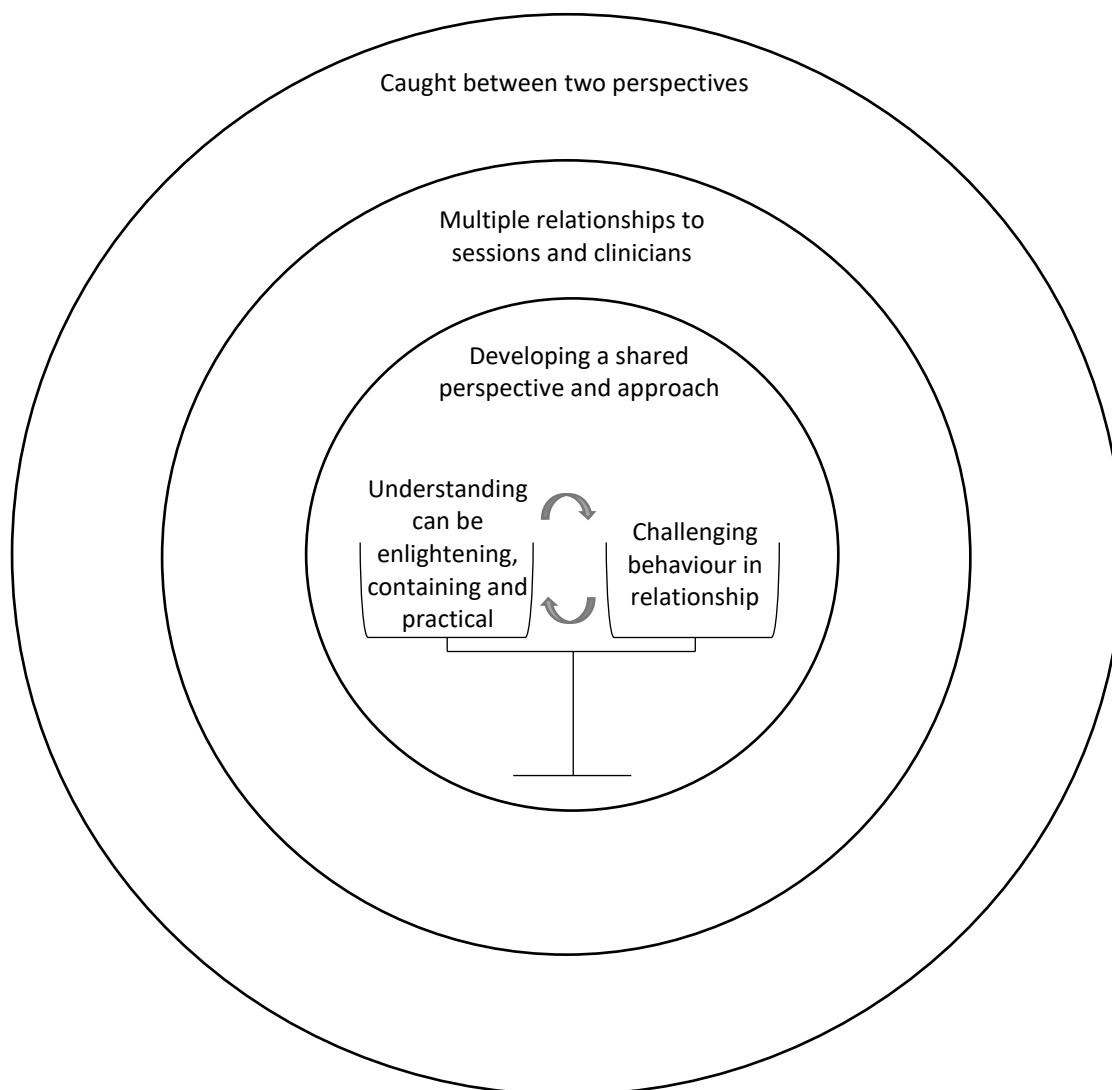 Caught between two perspectives
Multiple relationships to
sessions and clinicians
Developing a shared
perspective and approach
Understanding
can be
enlightening,
containing and
practical
Challenging
behaviour in
relationship